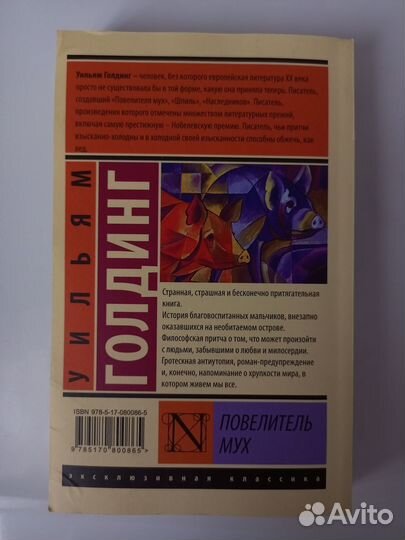 Уильям Голдинг – человек, без которого европейская литература XX века
просто не существовала бы в той форме, какую она приняла теперь. Писатель,
создавший «Повелителя мух», «Шпиль», «Наследников». Писатель,
произведения которого отмечены множеством литературных премий,
включая самую престижную – Нобелевскую премию. Писатель, чьи притчи
изысканно-холодны и в холодной своей изысканности способны обжечь, как
лед.
УИЛЬЯМ
ГОЛДИНГ
Странная, страшная и бесконечно притягательная
книга.
История благовоспитанных мальчиков, внезапно
оказавшихся на необитаемом острове.
Философская притча о том, что может произойти
с людьми, забывшими о любви и милосердии.
Гротескная антиутопия, роман-предупреждение
и, конечно, напоминание о хрупкости мира, в
котором живем мы все.
ISBN 978-5-17-080086-5
9 785170 800865 >
N
ПОВЕЛИТЕЛЬ
МУХ
эксклюзивная классика
Avito